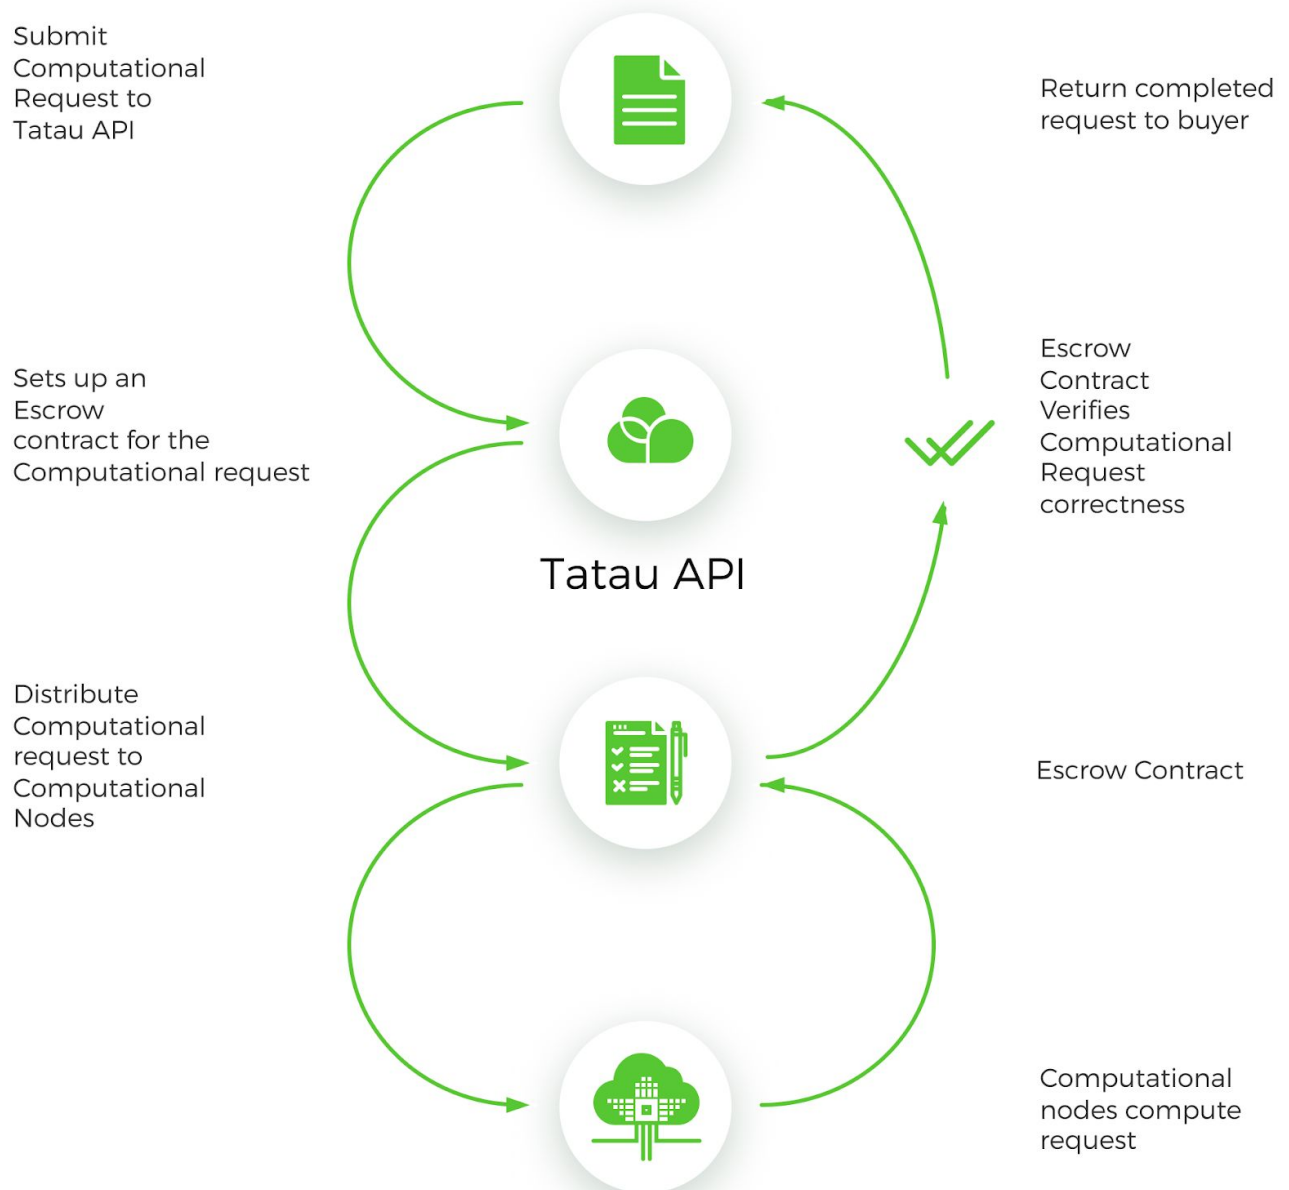 Submit
Computational
Request to
Tatau API
Return completed
request to buyer
Sets up an
Escrow
contract for the
Computational request
Escrow
Contract
Verifies
Computational
Request
correctness
Tatau API
Distribute
Computational
request to
Computational
Nodes
Escrow Contract
Computational
nodes compute
request